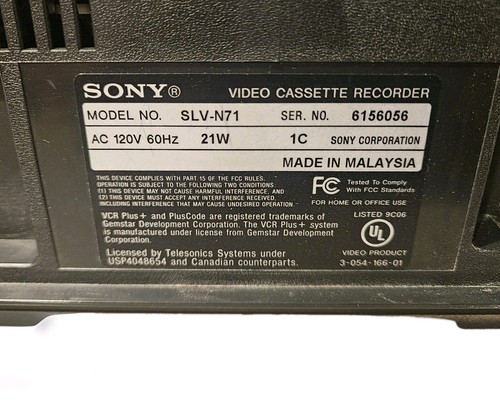 SONY® VIDEO CASSETTE RECORDER
MODEL NO. SLV-N71 SER. NO. 6156056
AC 120V 60Hz 21W 1C SONY CORPORATION
MADE IN MALAYSIA
THIS DEVICE COMPLIES WITH PART 15 OF THE FCC RULES.
OPERATION IS SUBJECT TO THE FOLLOWING TWO CONDITIONS:
(1) THIS DEVICE MAY NOT CAUSE HARMFUL INTERFERENCE, AND
(2) THIS DEVICE MUST ACCEPT ANY INTERFERENCE RECEIVED,
INCLUDING INTERFERENCE THAT MAY CAUSE UNDESIRED OPERATION.
VCR Plus+ and PlusCode are registered trademarks of
Gemstar Development Corporation. The VCR Plus+ system
is manufactured under license from Gemstar Development
Corporation.
Licensed by Telesonics Systems under
USP4048654 and Canadian counterparts.
FC Tested To Comply
With FCC Standards
FOR HOME OR OFFICE USE
LISTED 9C06
UL
VIDEO PRODUCT
3-054-166-01